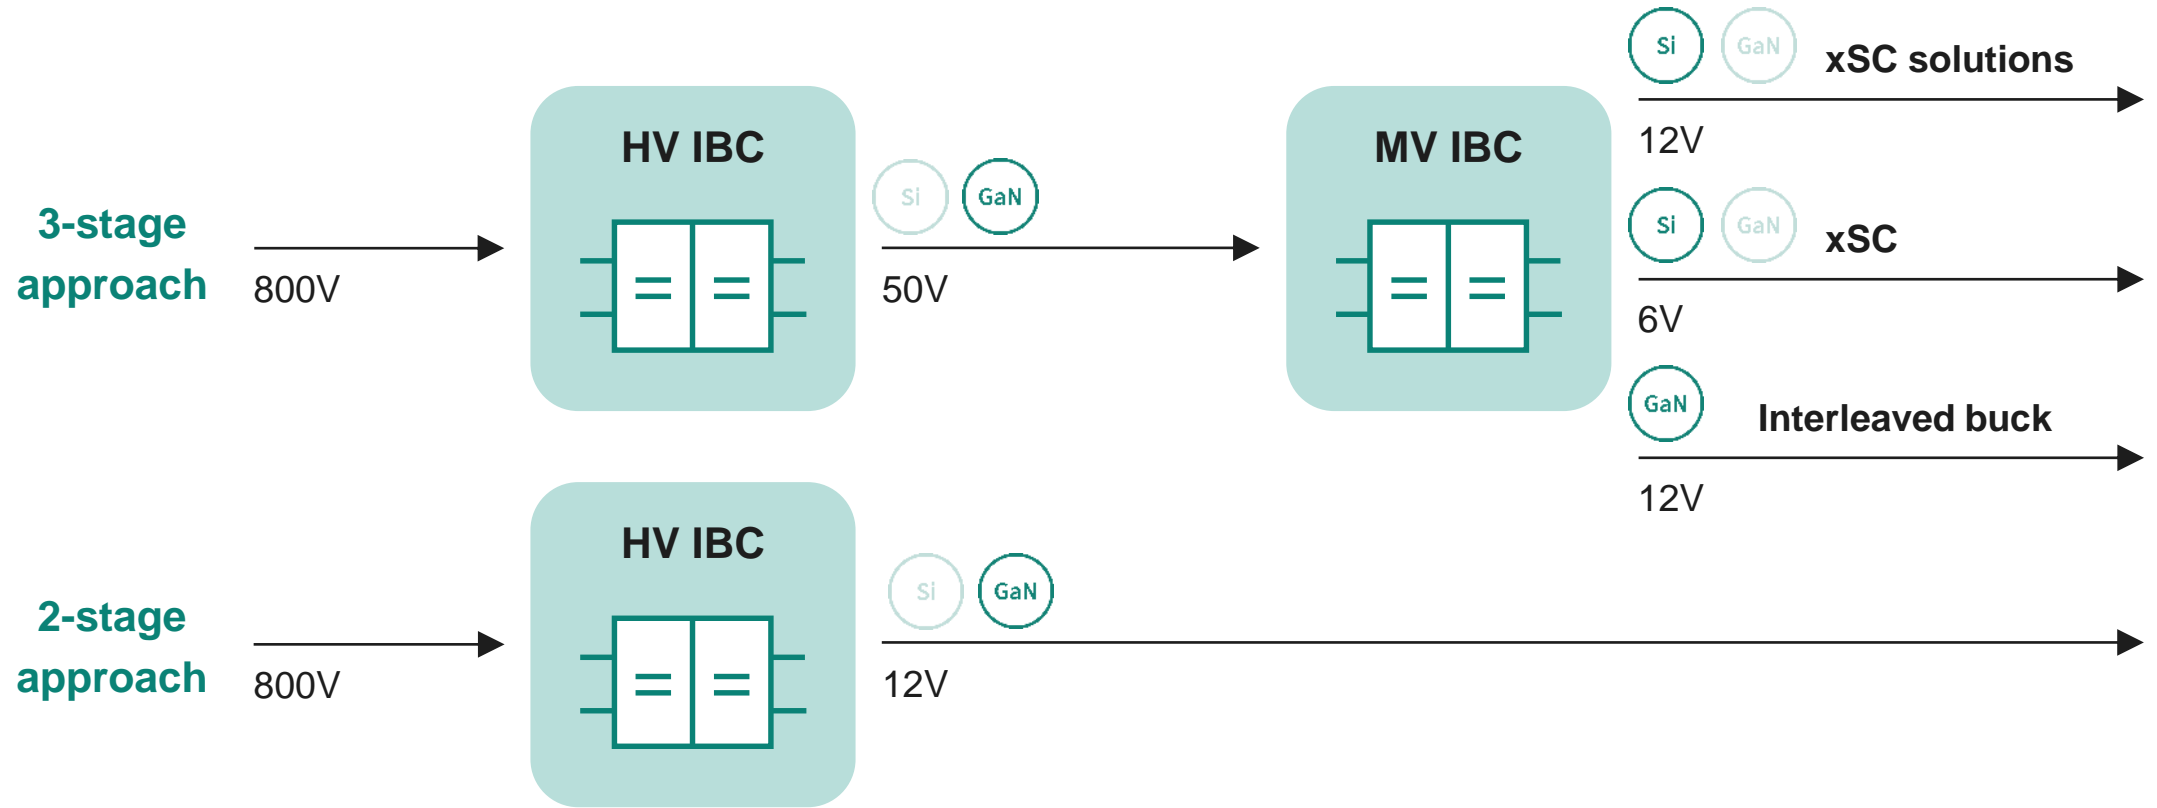 3-stage
approach
800V
HV IBC
Si
GaN
50V
MV IBC
Si
GaN
xSC solutions
12V
Si
GaN
xSC
6V
GaN
Interleaved buck
12V
2-stage
approach
800V
HV IBC
Si
GaN
12V